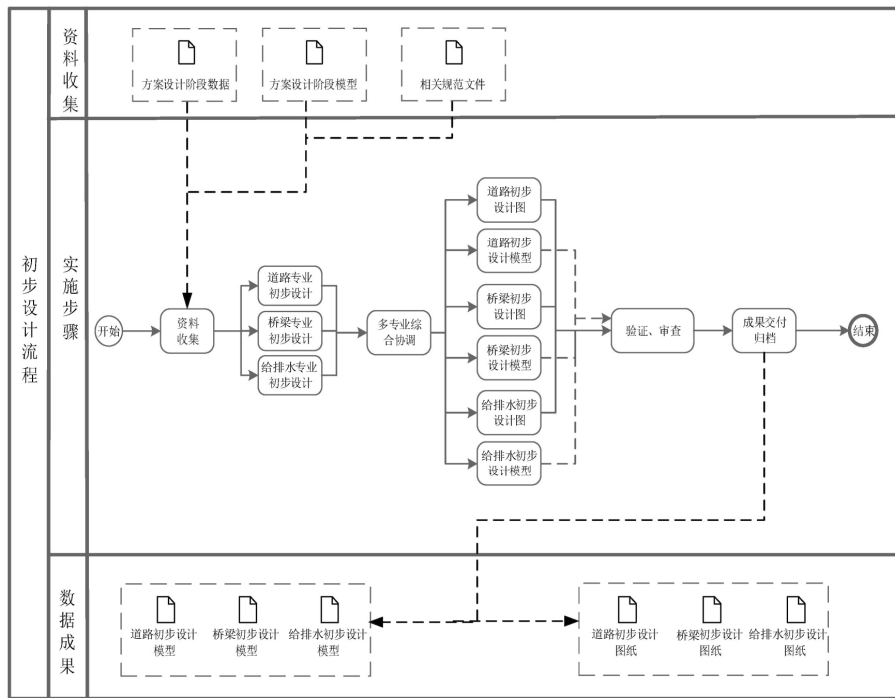 初步设计流程
资料收集
方案设计阶段数据
方案设计阶段模型
相关规范文件
实施步骤
开始
资料
收集
道路专业
初步设计
桥梁专业
初步设计
给排水专业
初步设计
多专业综
合协调
道路初步
设计图
道路初步
设计模型
桥梁初步
设计图
桥梁初步
设计模型
给排水初步
设计图
给排水初步
设计模型
验证、审查
成果交付
归档
结束
数据成果
道路初步设计
模型
桥梁初步设计
模型
给排水初步设计
模型
道路初步设计
图纸
桥梁初步设计
图纸
给排水初步设计
图纸